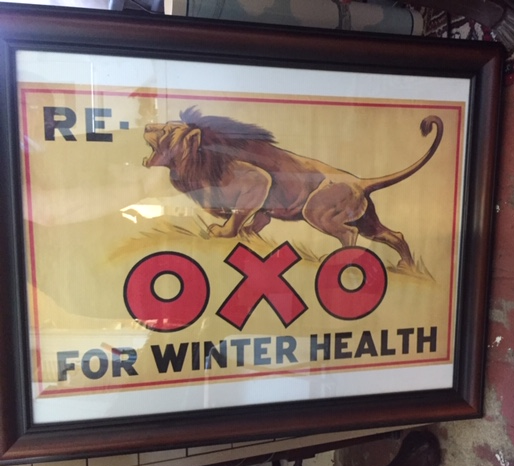 RE-
OXO
FOR WINTER HEALTH